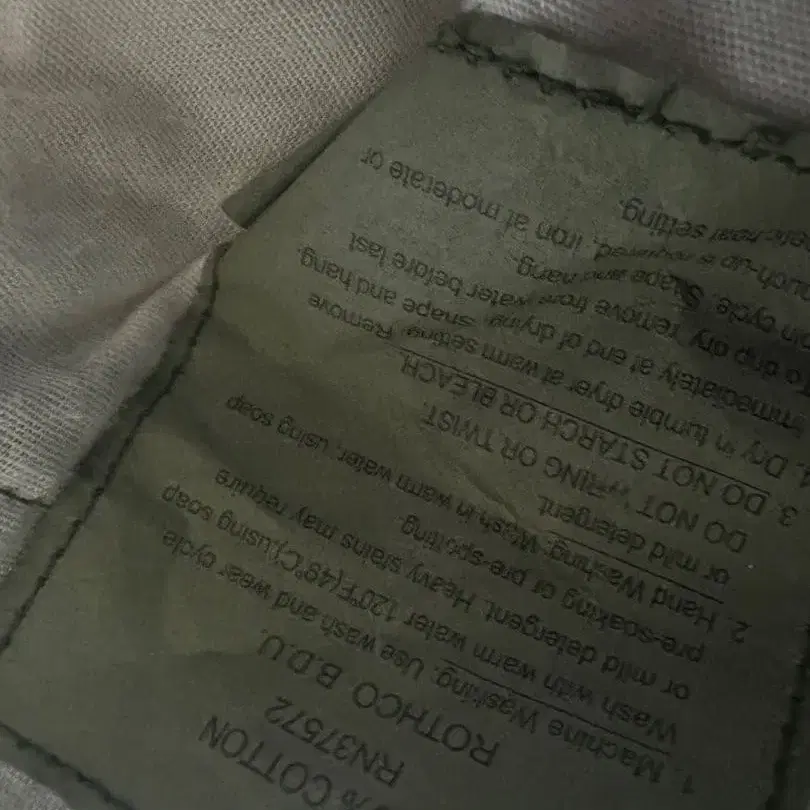 % COTTON
RN37572
ROTHCO B.D.U.
1. Machine Washing. Use wash and wear cycle.
Wash with warm water 120°F(49°C),using soap
or mild detergent. Heavy stains may require
pre-soaking or pre-spotting.
2. Hand Washing. Wash in warm water, using soap
or mild detergent.
DO NOT WRING OR TWIST.
3. DO NOT STARCH OR BLEACH.
4. Dry in tumble dryer at warm setting. Remove
immediately at end of drying. Shape and hang.
To drip dry, remove from water before last
cycle. Shape and hang.
is required, iron at moderate or
heat setting.